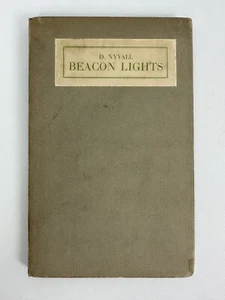 D. NYVALL
BEACON LIGHTS